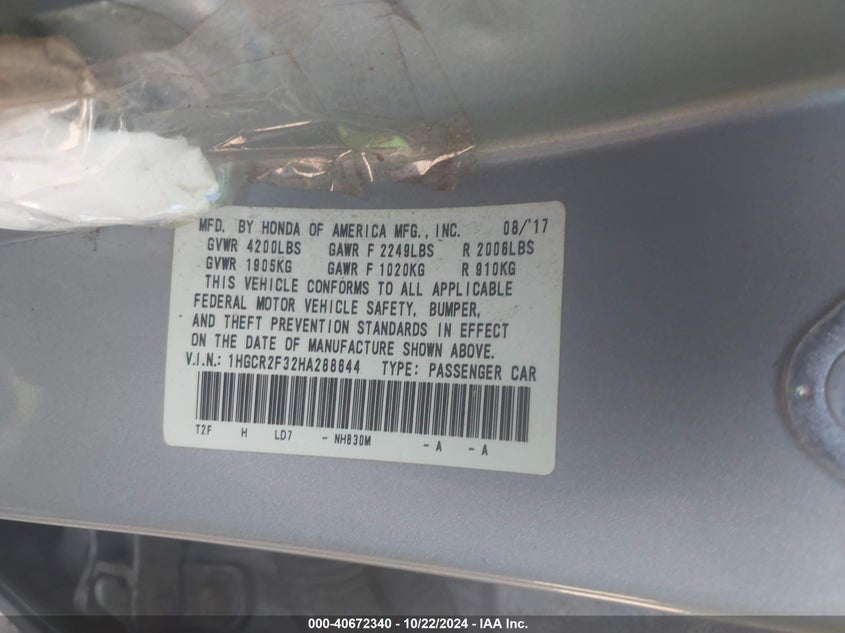 MFD. BY HONDA OF AMERICA MFG., INC. 08/'17
GVWR 4200LBS GAWR F 2249LBS R 2006LBS
GVWR 1905KG GAWR F 1020KG R 910KG
THIS VEHICLE CONFORMS TO ALL APPLICABLE
FEDERAL MOTOR VEHICLE SAFETY, BUMPER,
AND THEFT PREVENTION STANDARDS IN EFFECT
ON THE DATE OF MANUFACTURE SHOWN ABOVE.
V.I.N.: 1HGCR2F32HA288644 TYPE: PASSENGER CAR
T2F H LD7 - NH830M - A - A
000-40672340 - 10/22/2024 - IAA Inc.